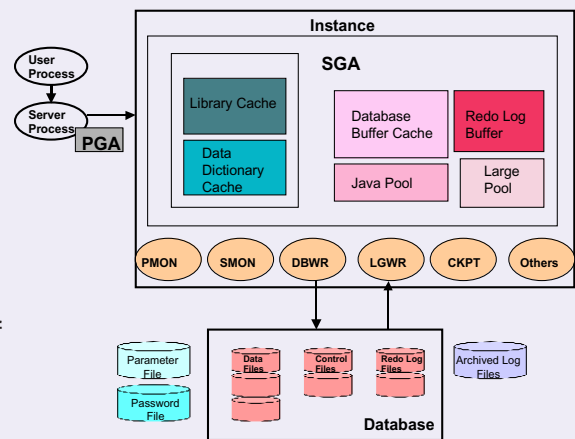 Instance
SGA
User
Process
Server
Process
PGA
Library Cache
Data
Dictionary
Cache
Database
Buffer Cache
Redo Log
Buffer
Java Pool
Large
Pool
PMON
SMON
DBWR
LGWR
CKPT
Others
:
Parameter
File
Password
File
Data
Files
Control
Files
Redo Log
Files
Archived Log
Files
Database